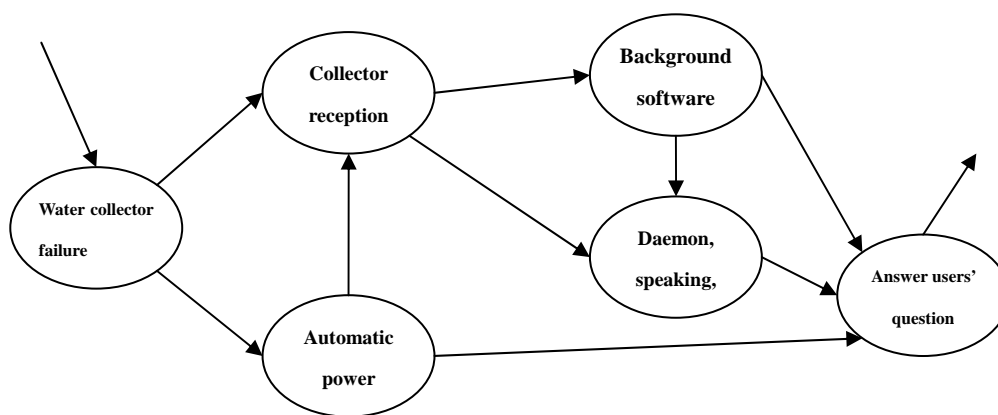 Collector
reception
Background
software
Water collector
failure
Daemon,
speaking,
Answer users’
question
Automatic
power